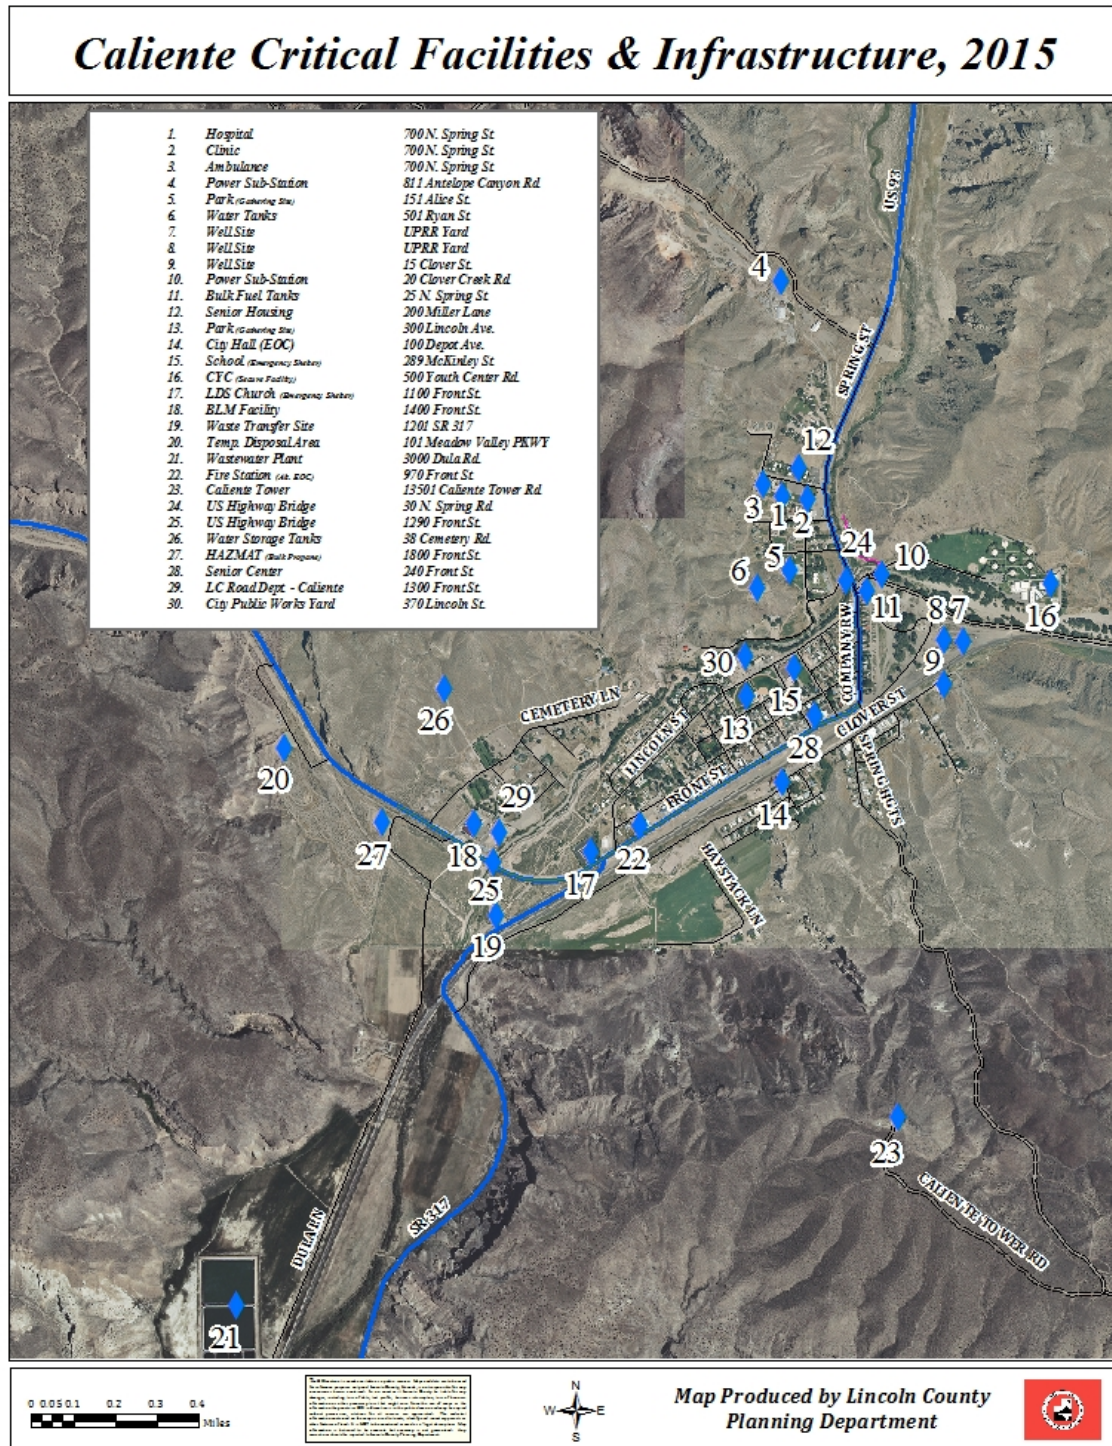 Caliente Critical Facilities & Infrastructure, 2015
1. Hospital 700 N. Spring St.
2 Clinic 700 N. Spring St.
3. Ambulance 700 N. Spring St.
4 Power Sub-Station 811 Antelope Canyon Rd.
5. Park (Gathering Site) 151 Alice St.
6. Water Tanks 501 Ryan St.
7. Well Site UPRR Yard
8. Well Site UPRR Yard
9. Well Site 15 Clover St.
10. Power Sub-Station 20 Clover Creek Rd.
11. Bulk Fuel Tanks 25 N. Spring St.
12. Senior Housing 200 Miller Lane
13. Park (Gathering Site) 300 Lincoln Ave.
14. City Hall (EOC) 100 Depot Ave.
15. School (Emergency Shelter) 289 McKinley St.
16. CYC (Secure Facility) 500 Youth Center Rd.
17. LDS Church (Emergency Shelter) 1100 Front St.
18. BLM Facility 1400 Front St.
19. Waste Transfer Site 1201 SR 317
20. Temp. Disposal Area 101 Meadow Valley PKWY
21. Wastewater Plant 3000 Dula Rd.
22. Fire Station (Alt. EOC) 970 Front St.
23. Caliente Tower 13501 Caliente Tower Rd.
24. US Highway Bridge 30 N. Spring Rd
25. US Highway Bridge 1290 Front St.
26. Water Storage Tanks 38 Cemetery Rd.
27. HAZMAT (Bulk Propane) 1800 Front St.
28. Senior Center 240 Front St.
29. LC Road Dept. - Caliente 1300 Front St.
30. City Public Works Yard 370 Lincoln St.
US 93
4
SPRING ST
12
3
1
2
24
5
10
6
11
16
8
7
COMPANY RW
30
9
15
26
CEMETERY LN
13
CLOVER ST
LINCOLN ST
28
20
SPRING HGTS
FRONT ST
29
14
27
18
22
25
17
HAYSTACK LN
19
23
CALIENTE TOWER RD
SR 317
DULA LN
21
0 0.05 0.1 0.2 0.3 0.4
Miles
N
W E
S
Map Produced by Lincoln County
Planning Department